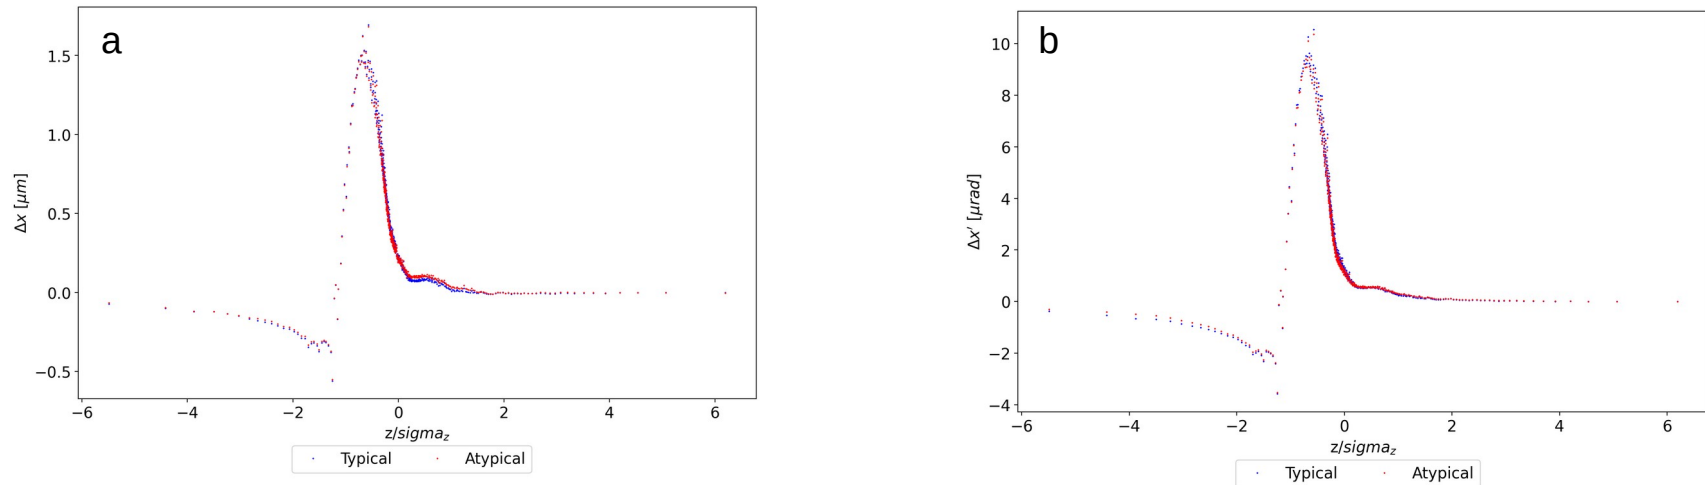 a
1.5
1.0
0.5
0.0
−0.5
Δx [μm]
−6 −4 −2 0 2 4 6
z/sigma_z
Typical Atypical
b
10
8
6
4
2
0
−2
−4
Δx' [μrad]
−6 −4 −2 0 2 4 6
z/sigma_z
Typical Atypical